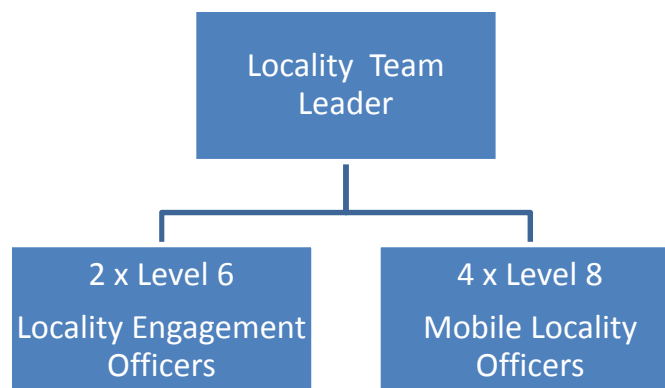 Locality  Team
Leader
2 x Level 6
Locality Engagement
Officers
4 x Level 8
Mobile Locality
Officers